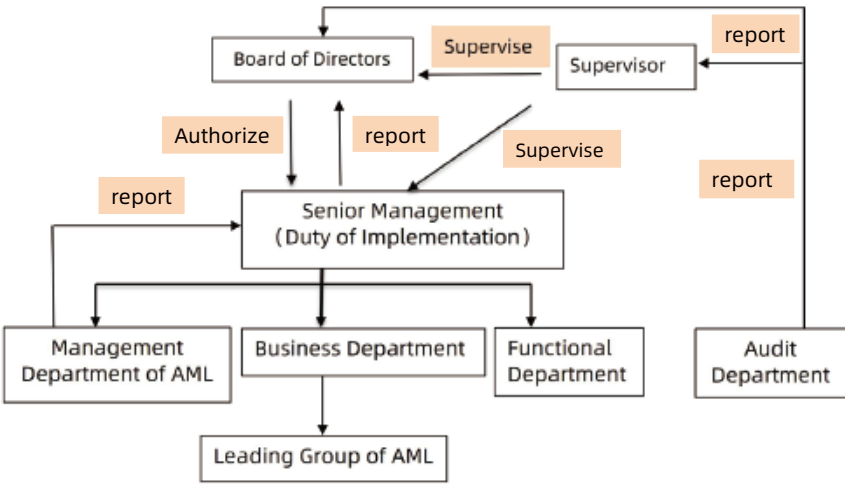 report
Supervise
Board of Directors
Supervisor
Authorize
report
Supervise
report
report
Senior Management
(Duty of Implementation)
Management
Department of AML
Business Department
Functional
Department
Audit
Department
Leading Group of AML